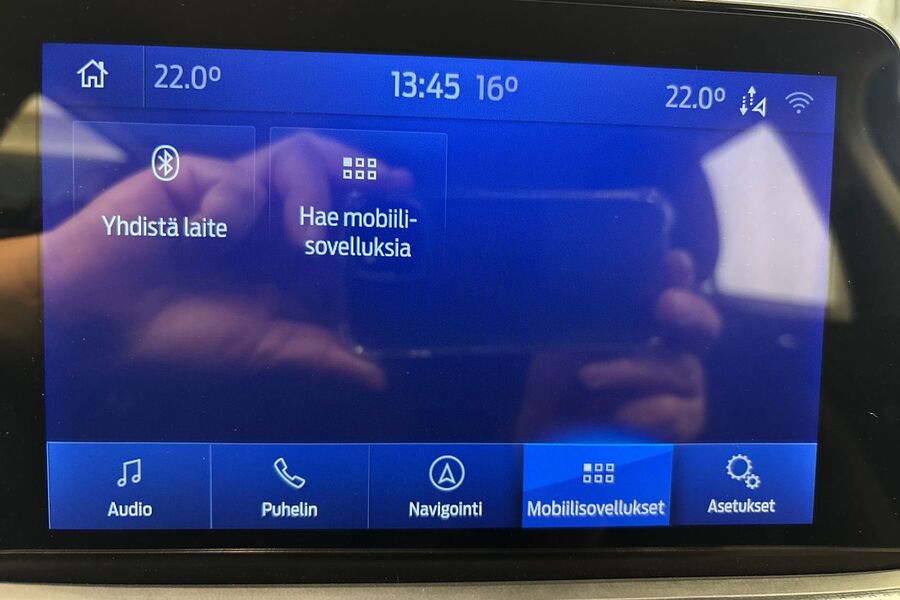 22.0° 13:45 16° 22.0°
Yhdistä laite
Hae mobiili-
sovelluksia
Audio
Puhelin
Navigointi
Mobiilisovellukset
Asetukset